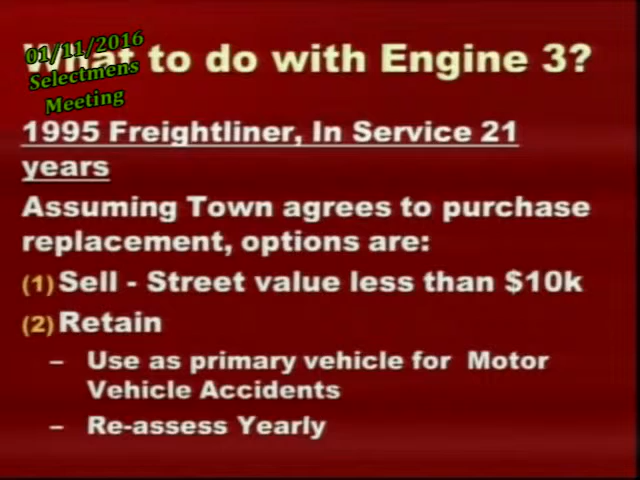 01/11/2016
Selectmens
Meeting
What to do with Engine 3?
1995 Freightliner, In Service 21
years
Assuming Town agrees to purchase
replacement, options are:
(1) Sell - Street value less than $10k
(2) Retain
– Use as primary vehicle for Motor
Vehicle Accidents
– Re-assess Yearly